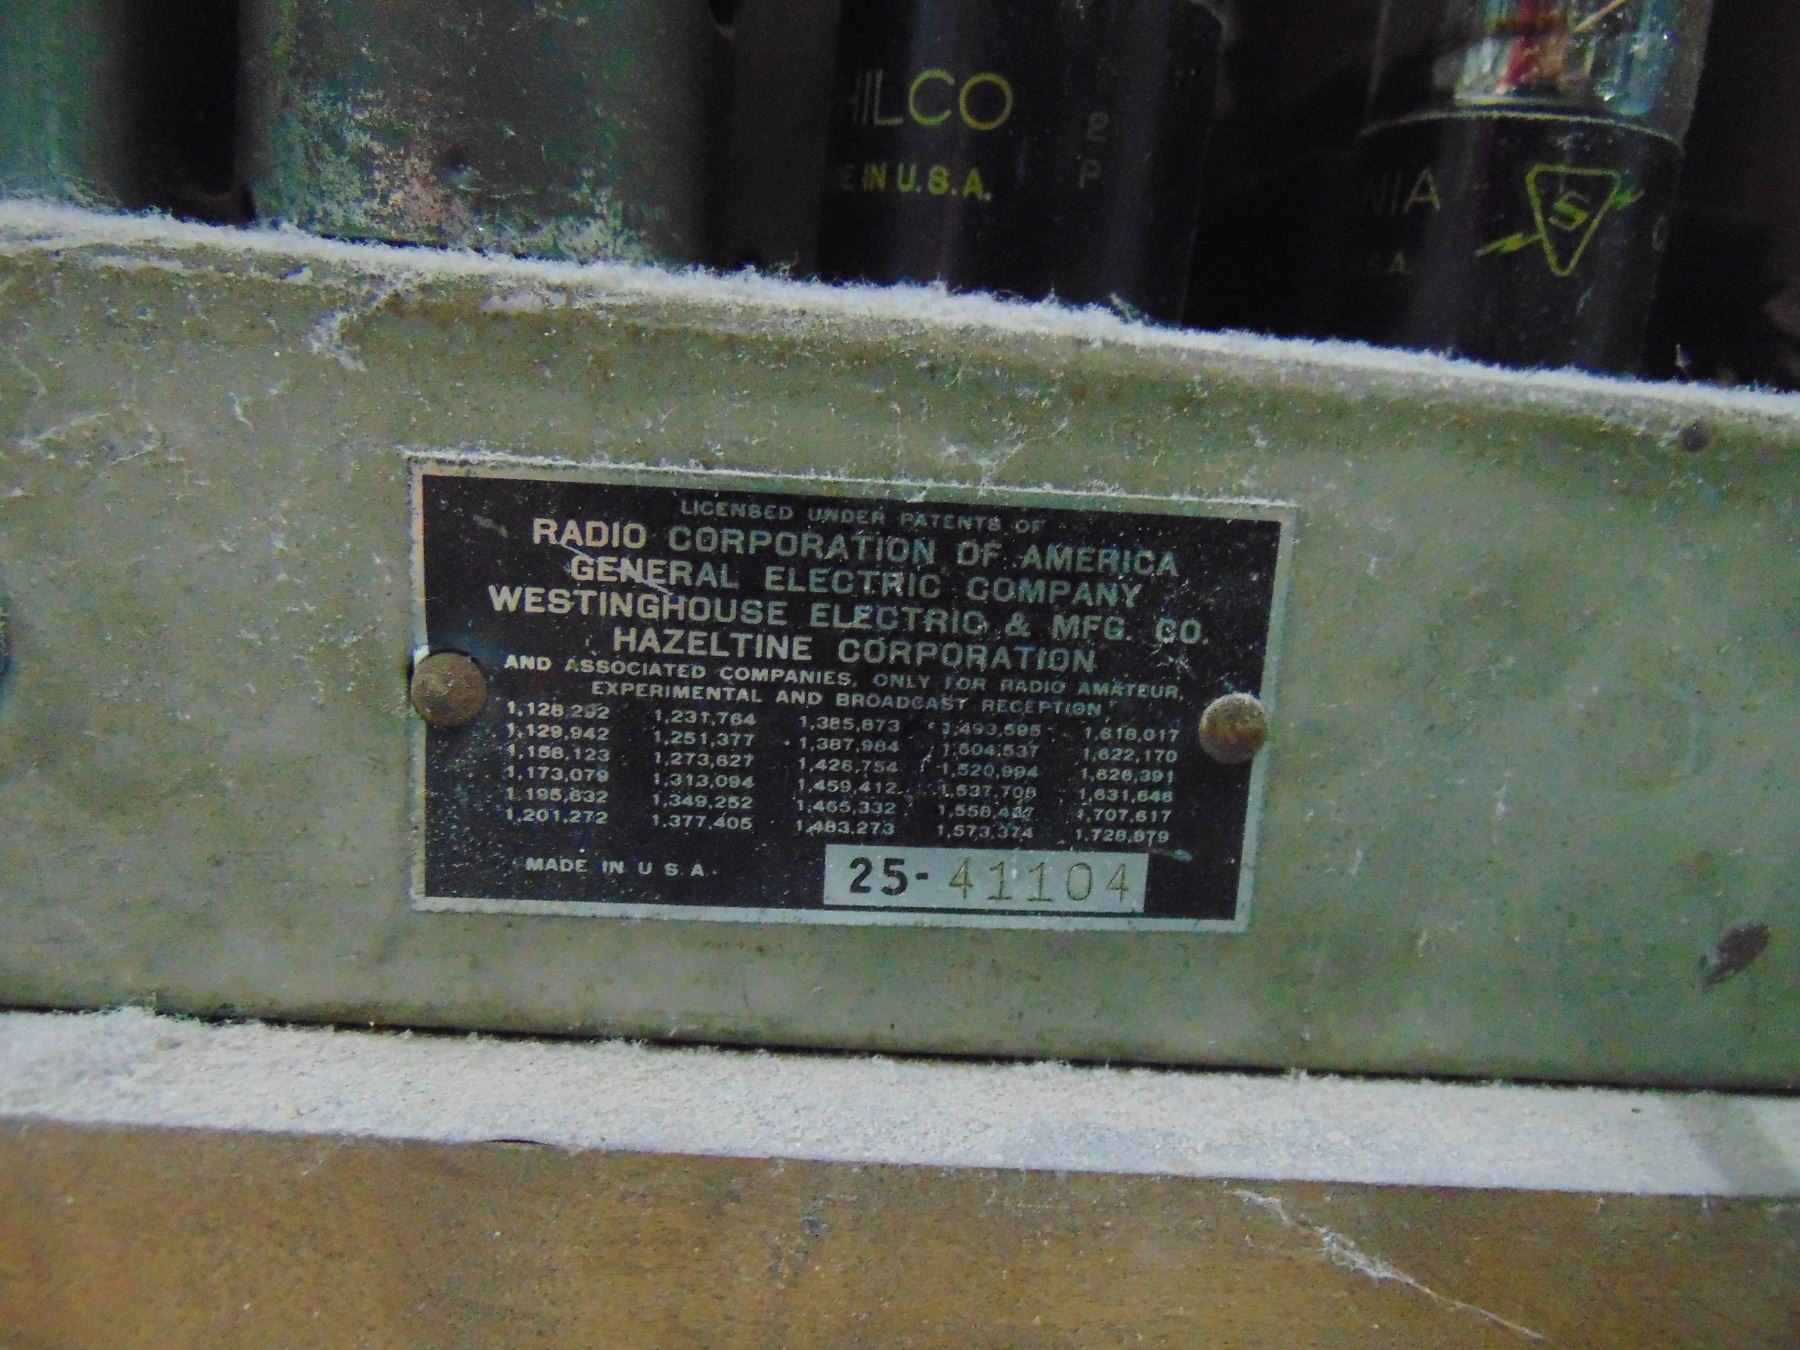 HILCO
2
E IN U.S.A.
P
NIA
S
S.A.
LICENSED UNDER PATENTS OF
RADIO CORPORATION OF AMERICA
GENERAL ELECTRIC COMPANY
WESTINGHOUSE ELECTRIC & MFG. CO.
HAZELTINE CORPORATION
AND ASSOCIATED COMPANIES, ONLY FOR RADIO AMATEUR,
EXPERIMENTAL AND BROADCAST RECEPTION
1,128,292 1,231,764 1,385,873 1,493,595 1,618,017
1,129,942 1,251,377 1,387,984 1,504,537 1,622,170
1,158,123 1,273,627 1,426,754 1,520,994 1,626,391
1,173,079 1,313,094 1,459,412 1,537,708 1,631,646
1,195,632 1,349,252 1,465,332 1,707,617
1,201,272 1,377,405 1,483,273 1,573,374 1,728,879
MADE IN U S A
25-41104